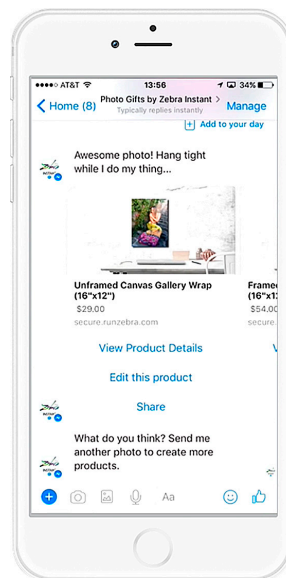 AT&T 13:56 34%
Home (8) Photo Gifts by Zebra Instant > Manage
Typically replies instantly
Add to your day
Awesome photo! Hang tight
while I do my thing...
Unframed Canvas Gallery Wrap
(16"x12")
$29.00
secure.runzebra.com
Frame
(16"x1
$54.0
secure.
View Product Details
V
Edit this product
Share
What do you think? Send me
another photo to create more
products.
Aa